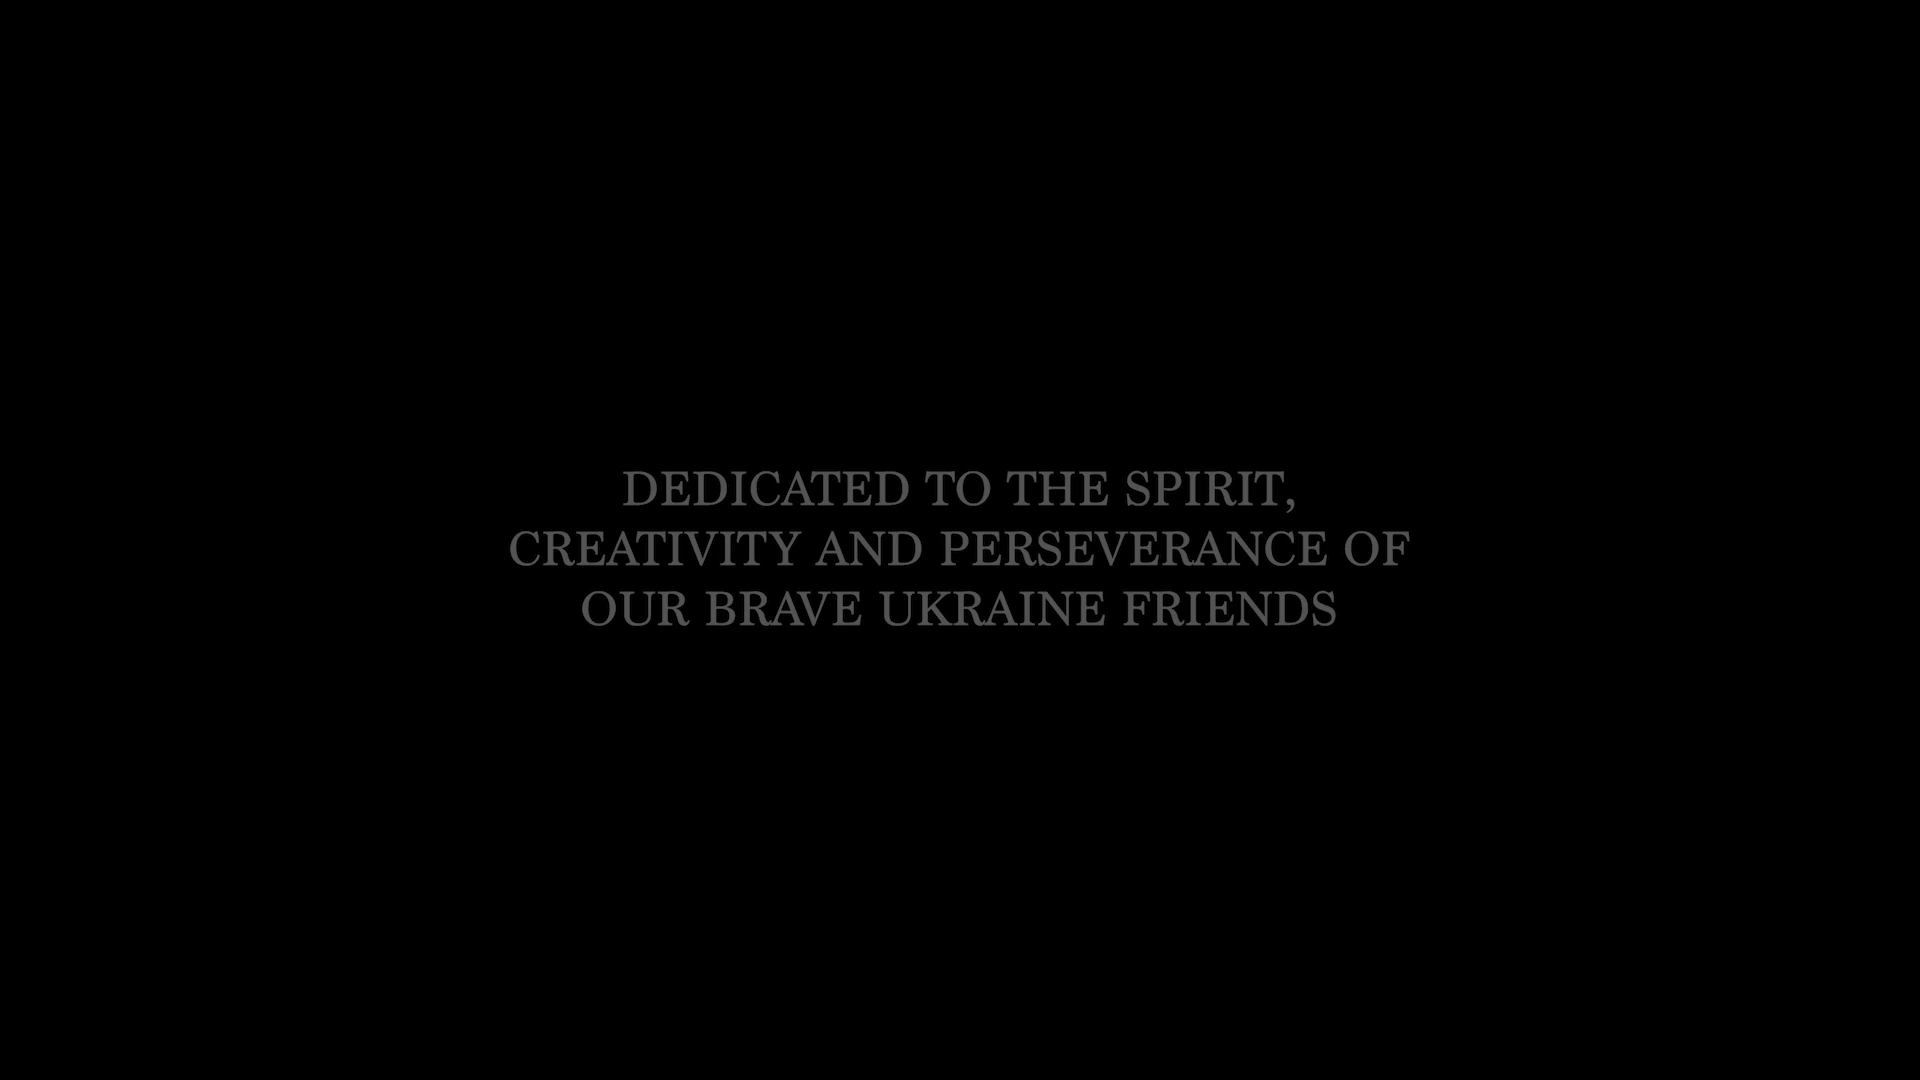 DEDICATED TO THE SPIRIT,
CREATIVITY AND PERSEVERANCE OF
OUR BRAVE UKRAINE FRIENDS